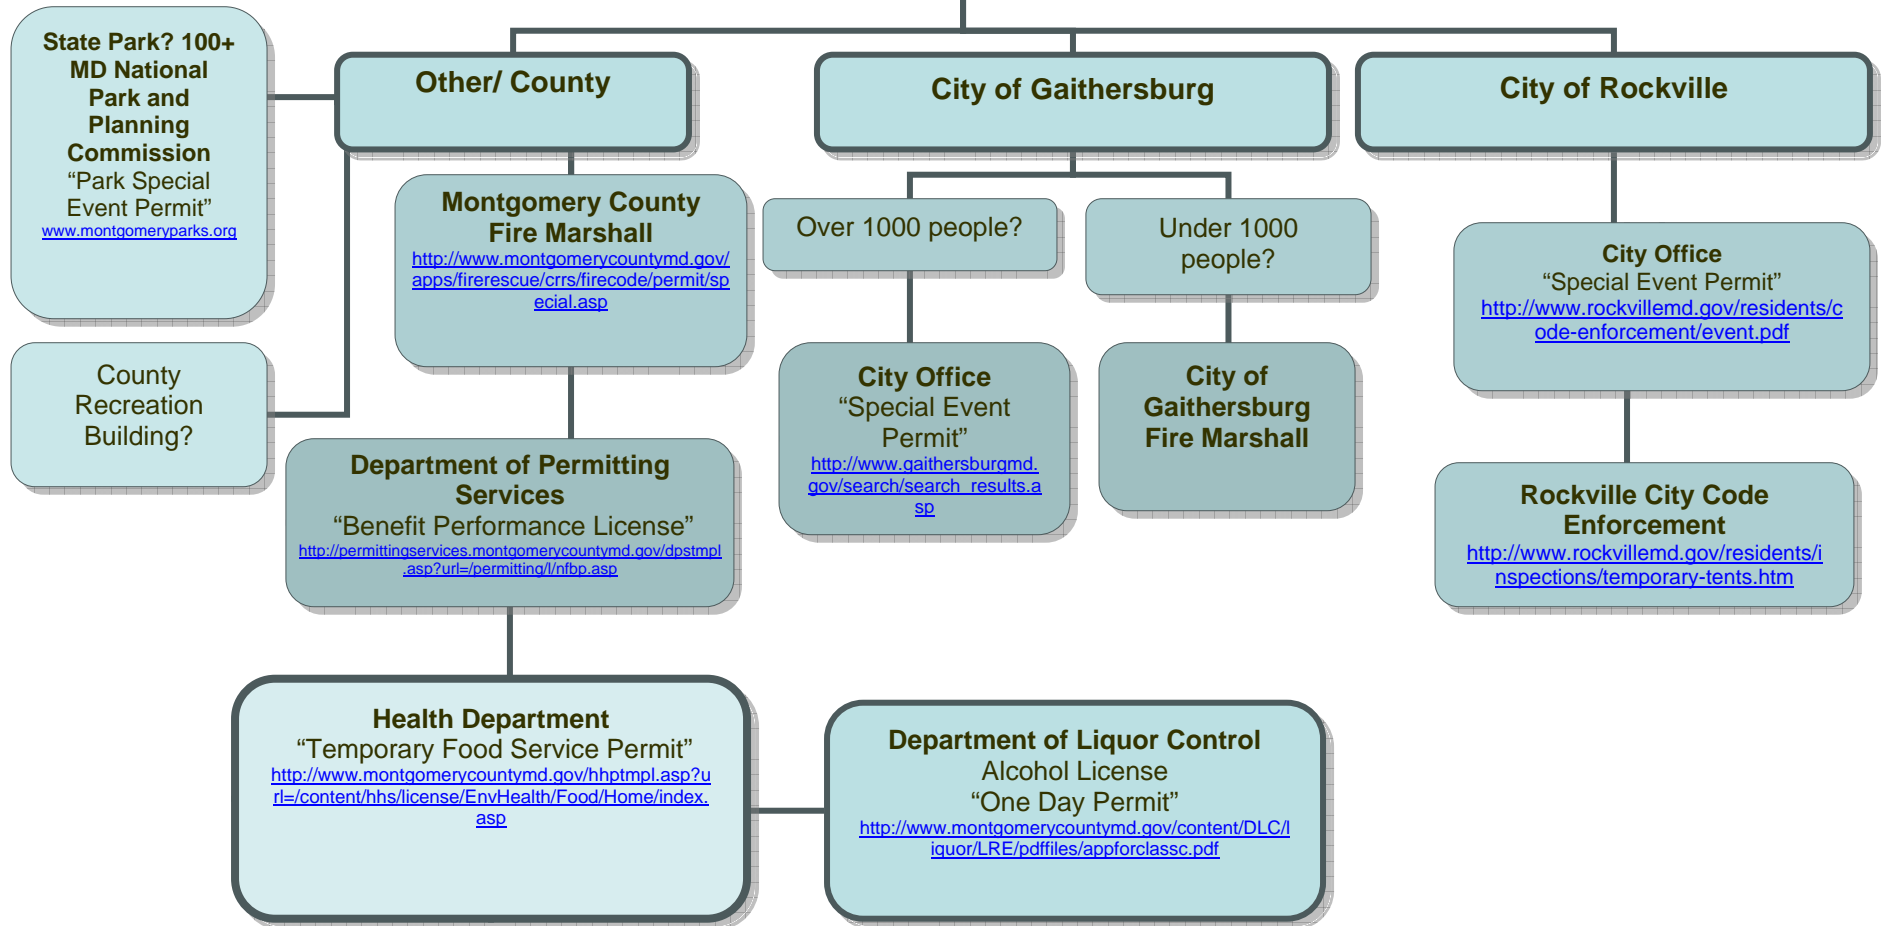 State Park? 100+
MD National
Park and
Planning
Commission
“Park Special
Event Permit”
www.montgomeryparks.org
County
Recreation
Building?
Other/ County
Montgomery County
Fire Marshall
http://www.montgomerycountymd.gov/
apps/firerescue/crrs/firecode/permit/sp
ecial.asp
Department of Permitting
Services
“Benefit Performance License”
http://permittingservices.montgomerycountymd.gov/dpstmpl
.asp?url=/permitting/l/nfbp.asp
Health Department
“Temporary Food Service Permit”
http://www.montgomerycountymd.gov/hhptmpl.asp?u
rl=/content/hhs/license/EnvHealth/Food/Home/index.
asp
Department of Liquor Control
Alcohol License
“One Day Permit”
http://www.montgomerycountymd.gov/content/DLC/l
iquor/LRE/pdffiles/appforclassc.pdf
City of Gaithersburg
Over 1000 people?
City Office
“Special Event
Permit”
http://www.gaithersburgmd.
gov/search/search_results.a
sp
Under 1000
people?
City of
Gaithersburg
Fire Marshall
City of Rockville
City Office
“Special Event Permit”
http://www.rockvillemd.gov/residents/c
ode-enforcement/event.pdf
Rockville City Code
Enforcement
http://www.rockvillemd.gov/residents/i
nspections/temporary-tents.htm